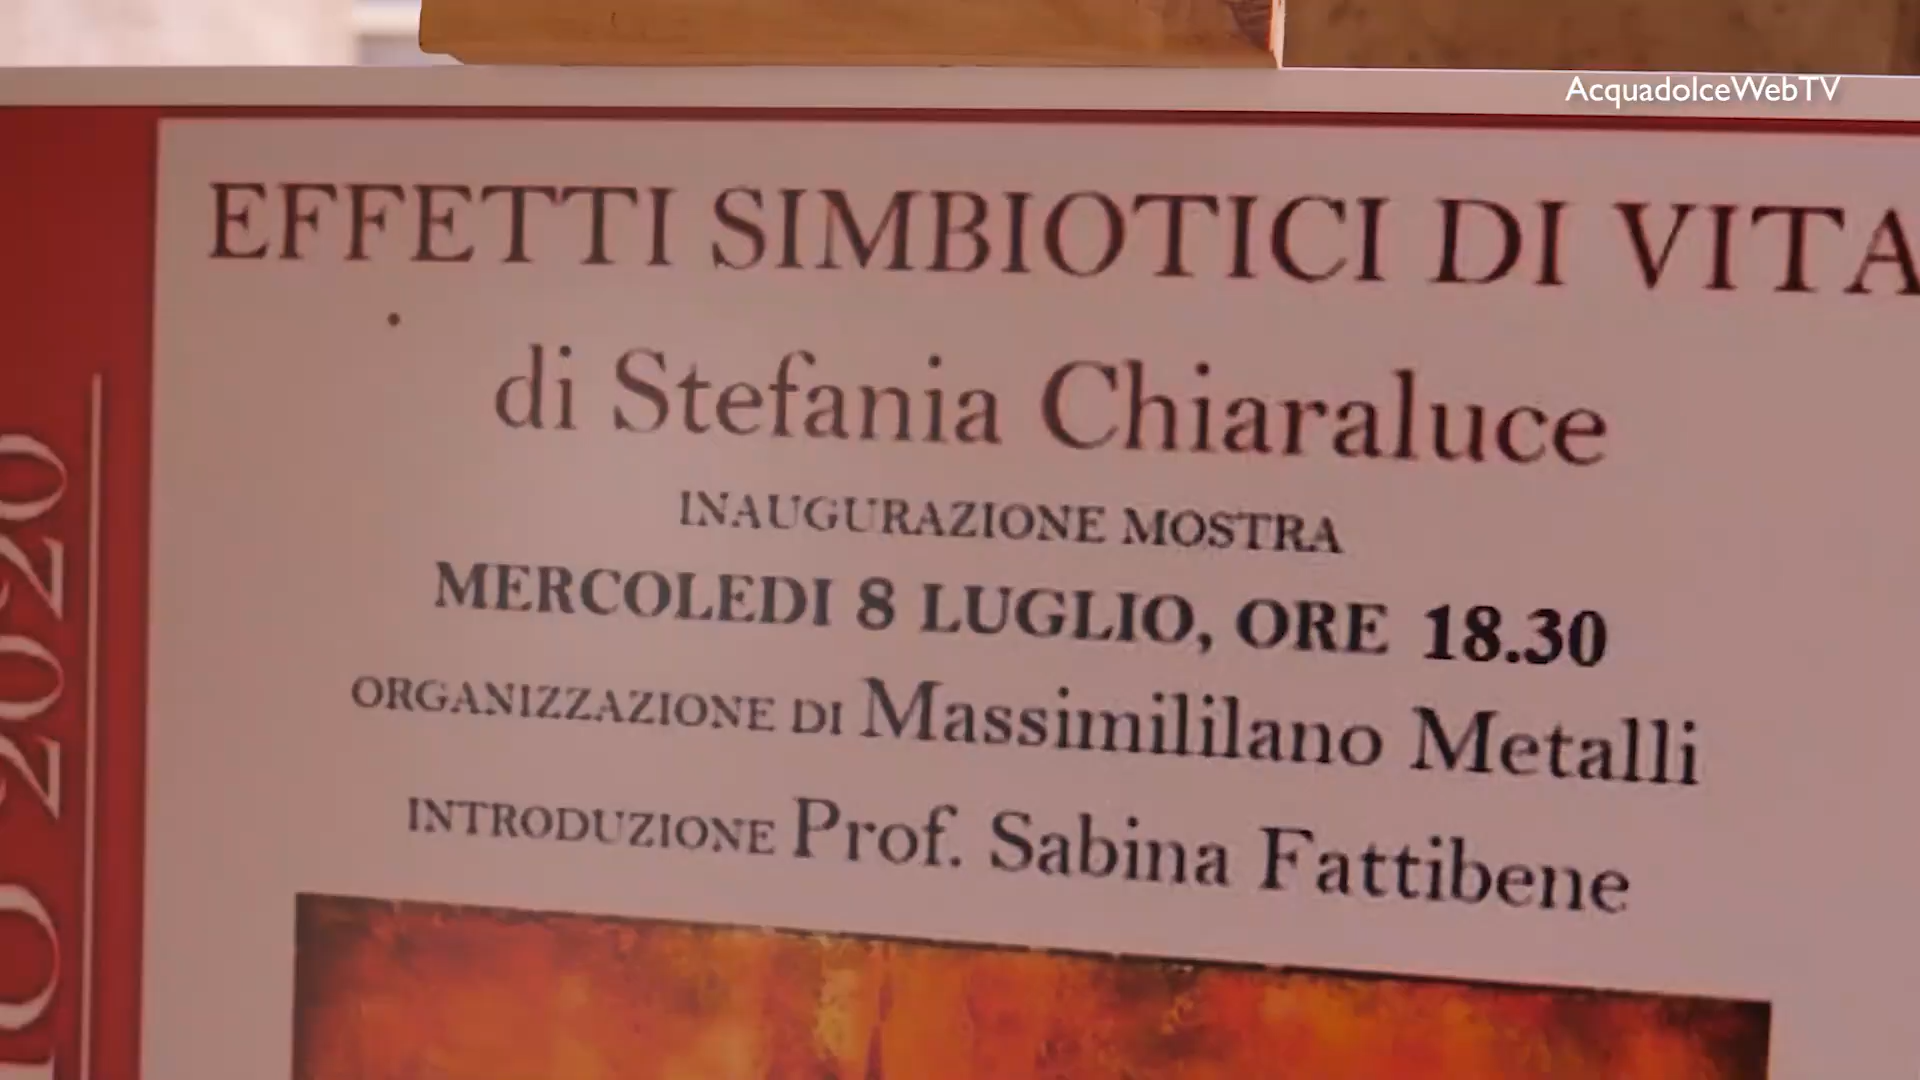 AcquadolceWebTV
EFFETTI SIMBIOTICI DI VITA
di Stefania Chiaraluce
INAUGURAZIONE MOSTRA
MERCOLEDI 8 LUGLIO, ORE 18.30
ORGANIZZAZIONE DI Massimililano Metalli
INTRODUZIONE Prof. Sabina Fattibene
2020